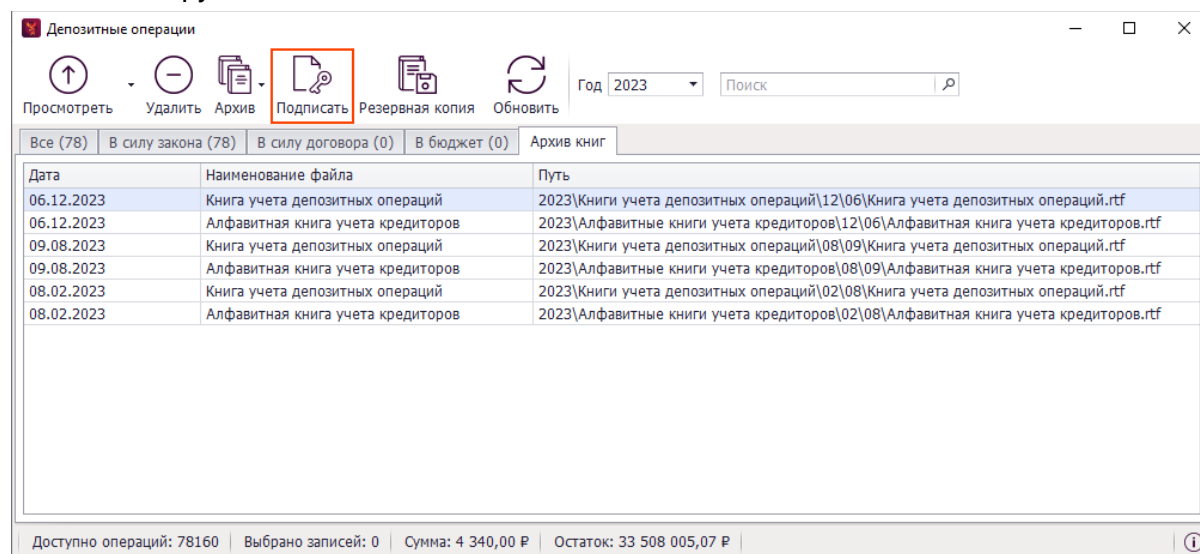 Депозитные операции
Просмотреть Удалить Архив Подписать Резервная копия Обновить Год 2023 Поиск
Все (78) В силу закона (78) В силу договора (0) В бюджет (0) Архив книг
Дата Наименование файла Путь
06.12.2023 Книга учета депозитных операций 2023\Книги учета депозитных операций\12\06\Книга учета депозитных операций.rtf
06.12.2023 Алфавитная книга учета кредиторов 2023\Алфавитные книги учета кредиторов\12\06\Алфавитная книга учета кредиторов.rtf
09.08.2023 Книга учета депозитных операций 2023\Книги учета депозитных операций\08\09\Книга учета депозитных операций.rtf
09.08.2023 Алфавитная книга учета кредиторов 2023\Алфавитные книги учета кредиторов\08\09\Алфавитная книга учета кредиторов.rtf
08.02.2023 Книга учета депозитных операций 2023\Книги учета депозитных операций\02\08\Книга учета депозитных операций.rtf
08.02.2023 Алфавитная книга учета кредиторов 2023\Алфавитные книги учета кредиторов\02\08\Алфавитная книга учета кредиторов.rtf
Доступно операций: 78160 Выбрано записей: 0 Сумма: 4 340,00 ₽ Остаток: 33 508 005,07 ₽